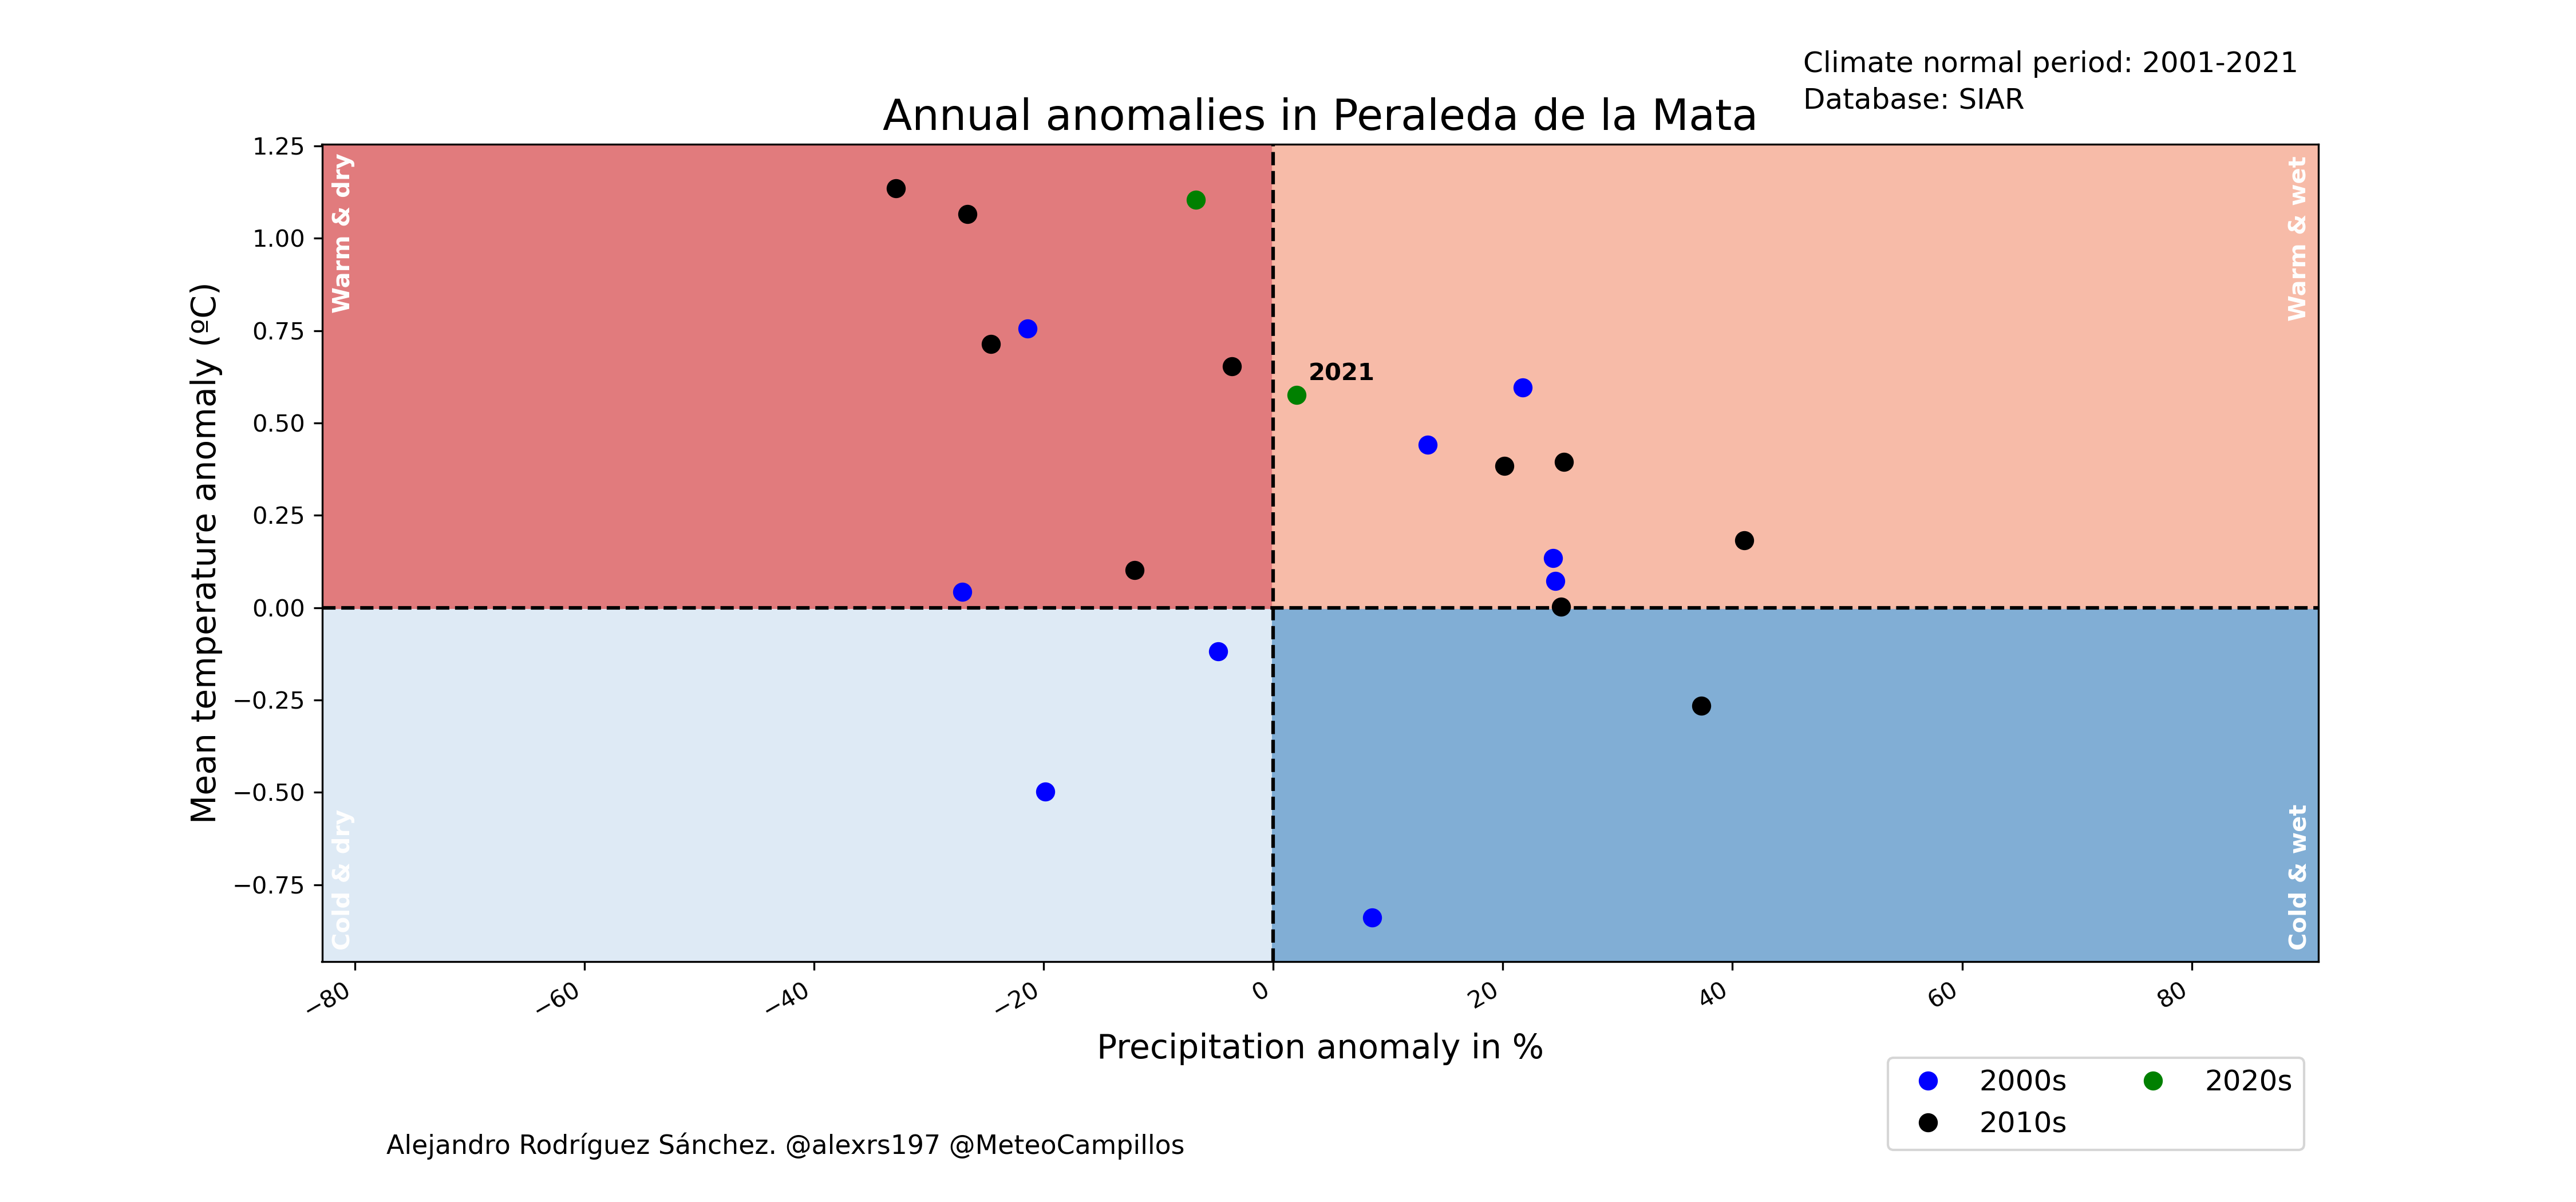 Climate normal period: 2001-2021
Database: SIAR
Annual anomalies in Peraleda de la Mata
1.25
1.00
0.75
0.50
0.25
0.00
−0.25
−0.50
−0.75
Mean temperature anomaly (ºC)
Warm & dry
Warm & wet
2021
Cold & dry
Cold & wet
−80 −60 −40 −20 0 20 40 60 80
Precipitation anomaly in %
2000s 2020s
2010s
Alejandro Rodríguez Sánchez. @alexrs197 @MeteoCampillos